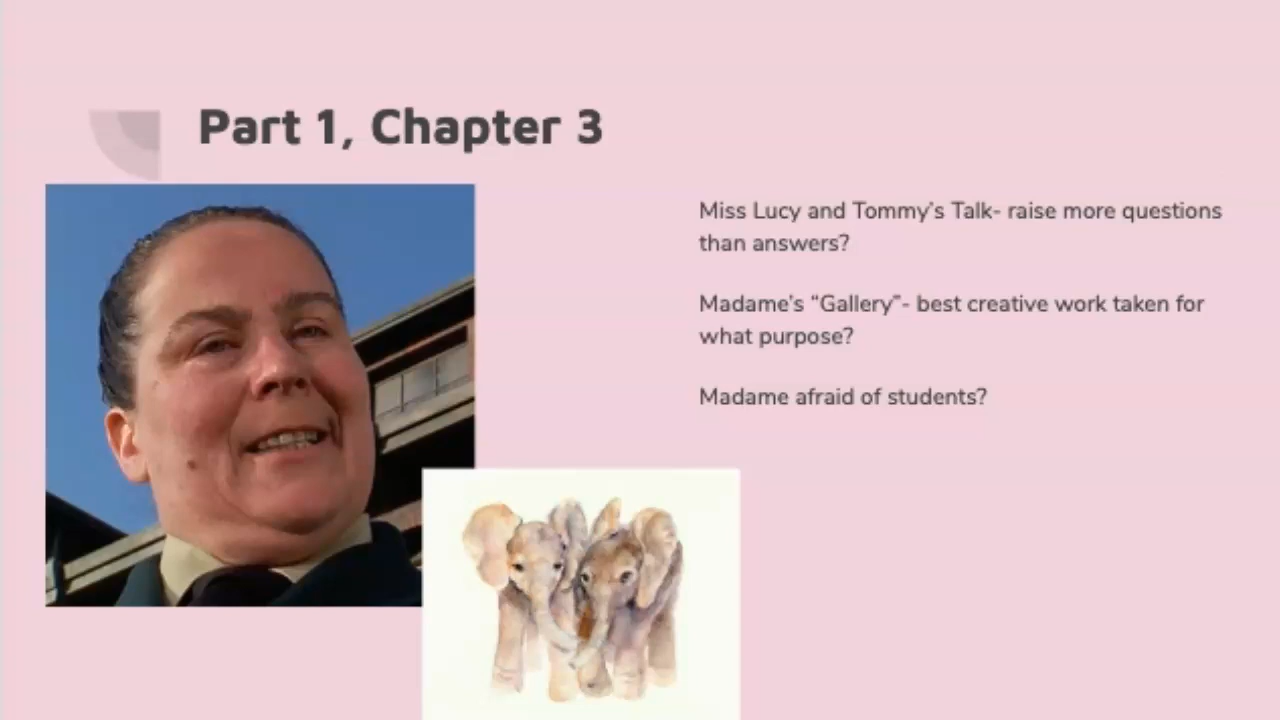 Part 1, Chapter 3
Miss Lucy and Tommy’s Talk- raise more questions
than answers?
Madame’s “Gallery”- best creative work taken for
what purpose?
Madame afraid of students?